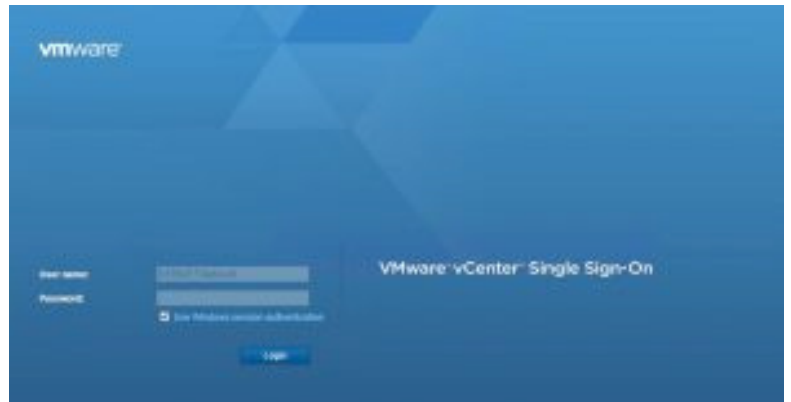 vmware
VMware vCenter Single Sign-On
User name:
Password:
Use Windows session authentication
Login